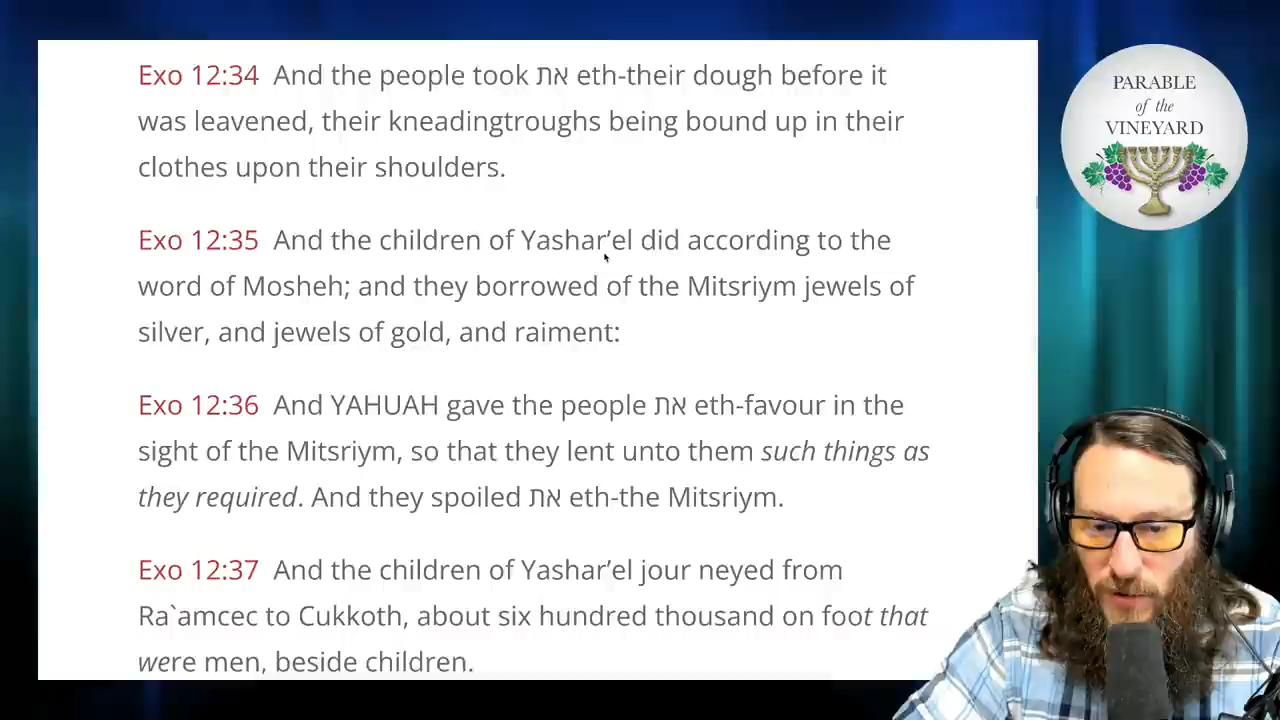 Exo 12:34 And the people took את eth-their dough before it
was leavened, their kneadingtroughs being bound up in their
clothes upon their shoulders.
Exo 12:35 And the children of Yashar’el did according to the
word of Mosheh; and they borrowed of the Mitsriym jewels of
silver, and jewels of gold, and raiment:
Exo 12:36 And YAHUAH gave the people את eth-favour in the
sight of the Mitsriym, so that they lent unto them such things as
they required. And they spoiled את eth-the Mitsriym.
Exo 12:37 And the children of Yashar’el jour neyed from
Ra`amcec to Cukkoth, about six hundred thousand on foot that
were men, beside children.
PARABLE
of the
VINEYARD